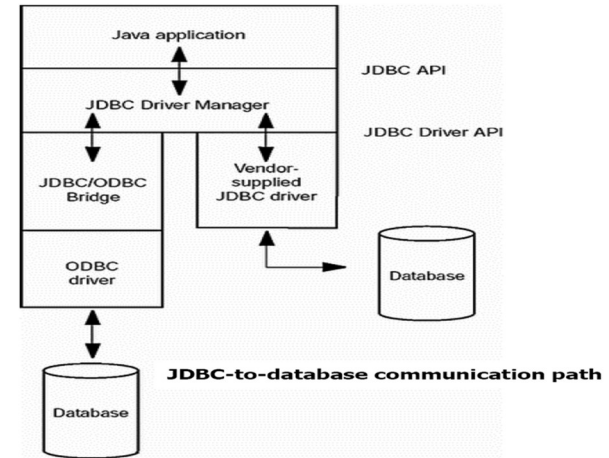 Java application
JDBC API
JDBC Driver Manager
JDBC Driver API
JDBC/ODBC
Bridge
Vendor-
supplied
JDBC driver
ODBC
driver
Database
JDBC-to-database communication path
Database